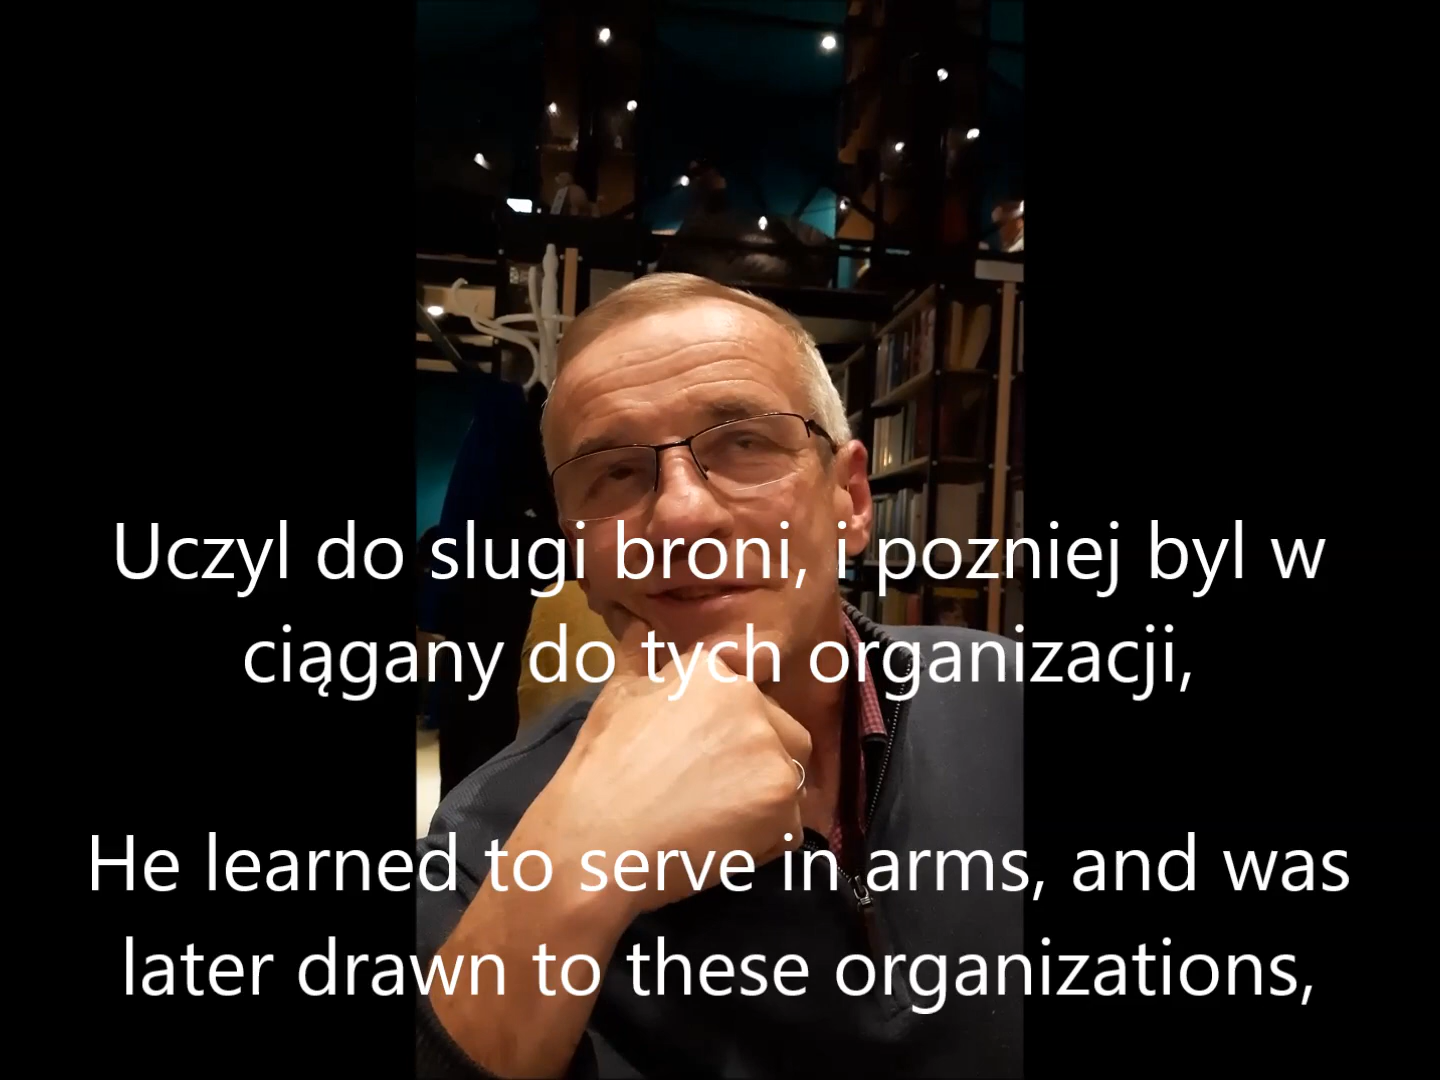 Uczyl do slugi broni, i pozniej byl w
ciągany do tych organizacji,
He learned to serve in arms, and was
later drawn to these organizations,